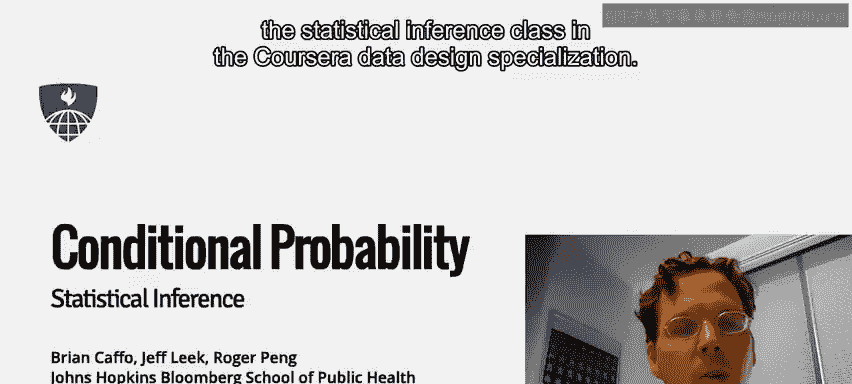 the statistical inference class in
the Coursera data design specialization.
Conditional Probability
Statistical Inference
Brian Caffo, Jeff Leek, Roger Peng
Johns Hopkins Bloomberg School of Public Health